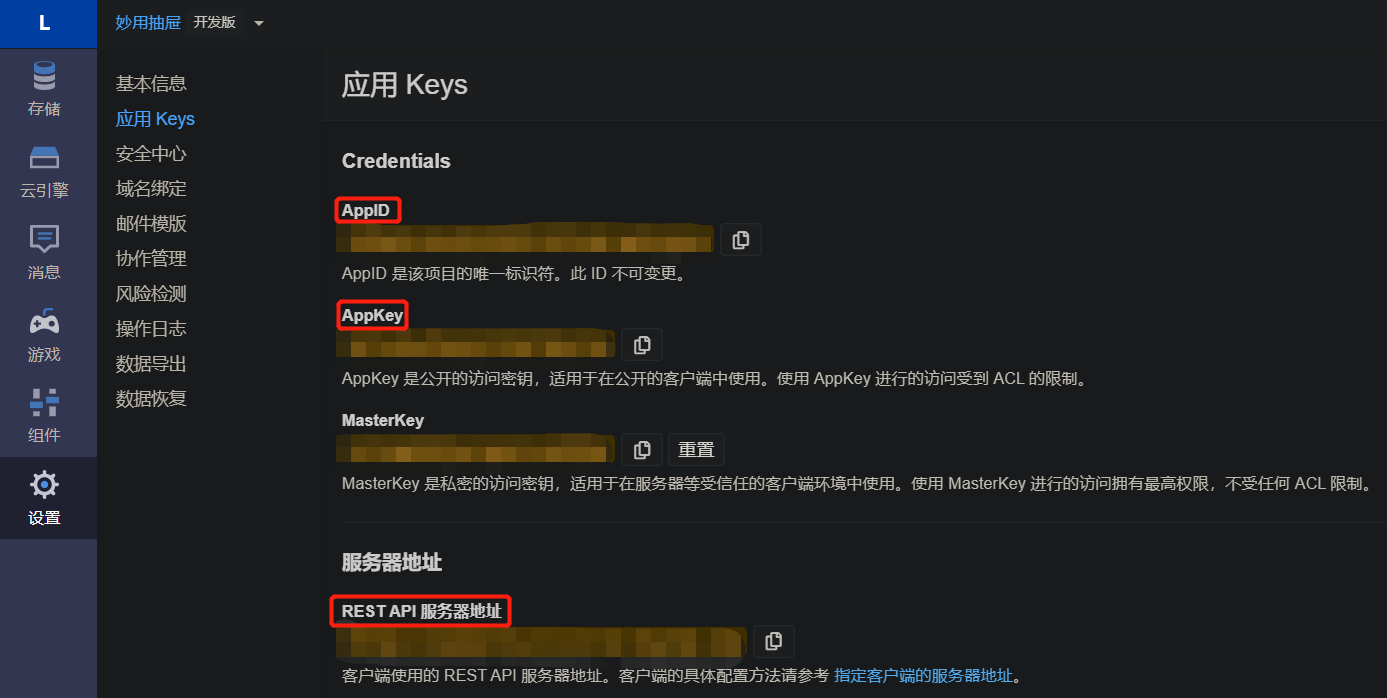 L
妙用抽屉 开发版
存储
云引擎
消息
游戏
组件
设置
基本信息
应用 Keys
安全中心
域名绑定
邮件模版
协作管理
风险检测
操作日志
数据导出
数据恢复
应用 Keys
Credentials
AppID
AppID 是该项目的唯一标识符。此 ID 不可变更。
AppKey
AppKey 是公开的访问密钥，适用于在公开的客户端中使用。使用 AppKey 进行的访问受到 ACL 的限制。
MasterKey
重置
MasterKey 是私密的访问密钥，适用于在服务器等受信任的客户端环境中使用。使用 MasterKey 进行的访问拥有最高权限，不受任何 ACL 限制。
服务器地址
REST API 服务器地址
客户端使用的 REST API 服务器地址。客户端的具体配置方法请参考 指定客户端的服务器地址。